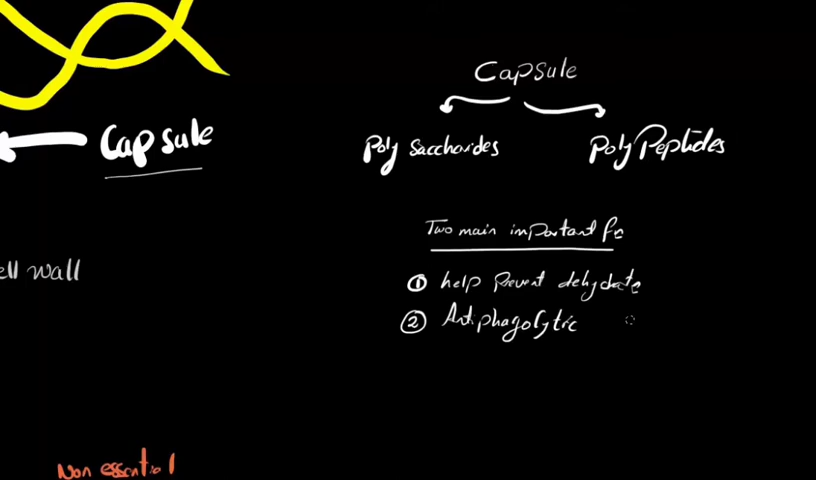 Capsule
Poly Saccharides
Poly Peptides
Capsule
Two main important fc
ell wall
① help prevent dehydrate
② Antiphagolytic
Non essential